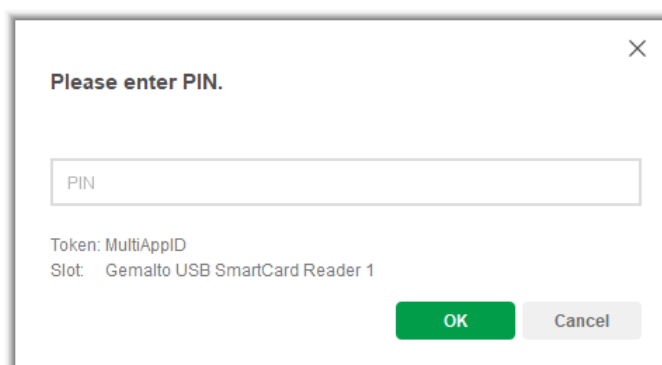 Please enter PIN.
PIN
Token: MultiAppID
Slot: Gemalto USB SmartCard Reader 1
OK Cancel